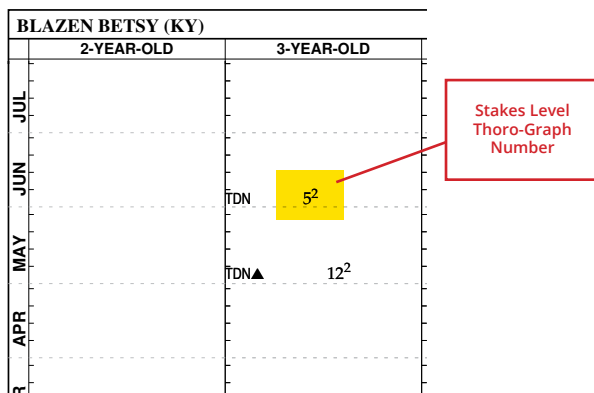 BLAZEN BETSY (KY)
2-YEAR-OLD 3-YEAR-OLD
JUL
Stakes Level
Thoro-Graph
Number
JUN
TDN 5²
MAY
TDN▲ 12²
APR